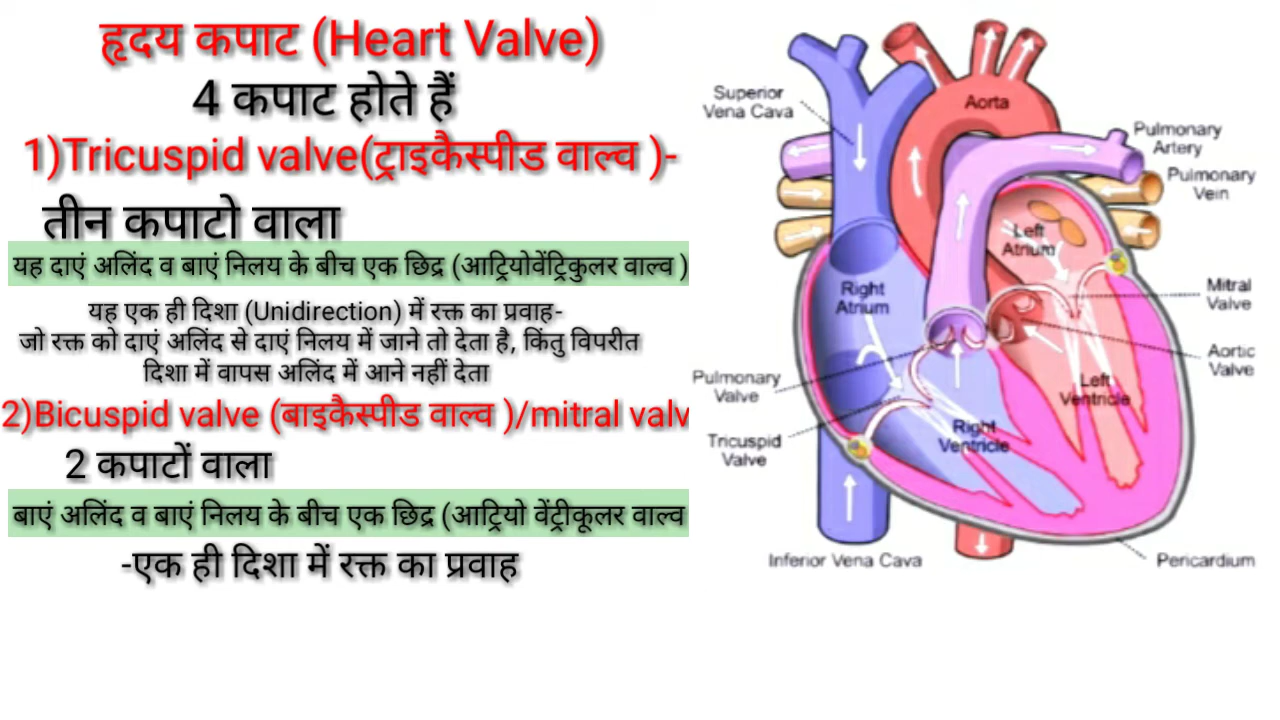 हृदय कपाट (Heart Valve)
4 कपाट होते हैं
1)Tricuspid valve(ट्राइकैस्पीड वाल्व )-
तीन कपाटो वाला
यह दाएं अलिंद व बाएं निलय के बीच एक छिद्र (आट्रियोवेंट्रिकुलर वाल्व )
यह एक ही दिशा (Unidirection) में रक्त का प्रवाह-
जो रक्त को दाएं अलिंद से दाएं निलय में जाने तो देता है, किंतु विपरीत
दिशा में वापस अलिंद में आने नहीं देता
2)Bicuspid valve (बाइकैस्पीड वाल्व )/mitral valv
2 कपाटों वाला
बाएं अलिंद व बाएं निलय के बीच एक छिद्र (आट्रियो वेंट्रीकूलर वाल्व
-एक ही दिशा में रक्त का प्रवाह
Superior
Vena Cava
Aorta
Pulmonary
Artery
Pulmonary
Vein
Left
Atrium
Right
Atrium
Mitral
Valve
Aortic
Valve
Pulmonary
Valve
Left
Ventricle
Tricuspid
Valve
Right
Ventricle
Inferior Vena Cava
Pericardium